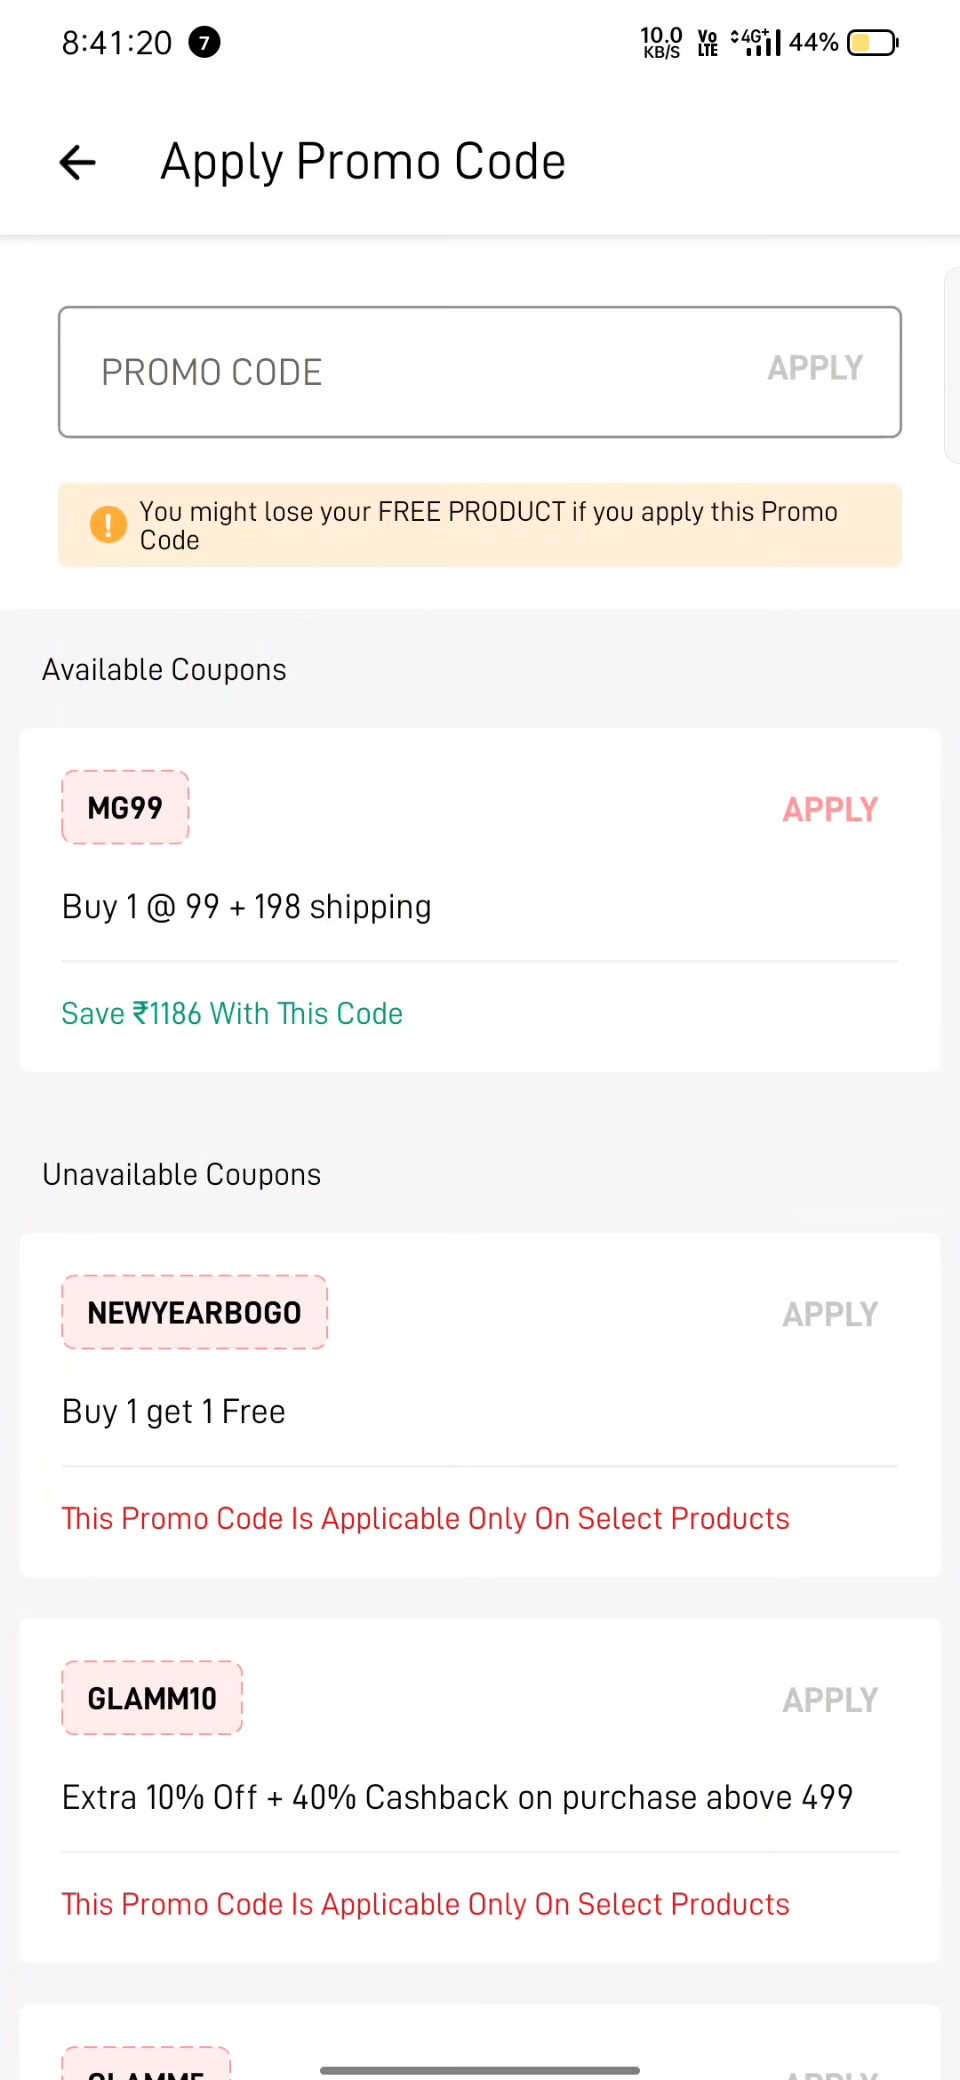 8:41:20 7 10.0 KB/S Vo LTE 4G+ 44%
Apply Promo Code
PROMO CODE APPLY
You might lose your FREE PRODUCT if you apply this Promo
Code
Available Coupons
MG99 APPLY
Buy 1 @ 99 + 198 shipping
Save ₹1186 With This Code
Unavailable Coupons
NEWYEARBOGO APPLY
Buy 1 get 1 Free
This Promo Code Is Applicable Only On Select Products
GLAMM10 APPLY
Extra 10% Off + 40% Cashback on purchase above 499
This Promo Code Is Applicable Only On Select Products